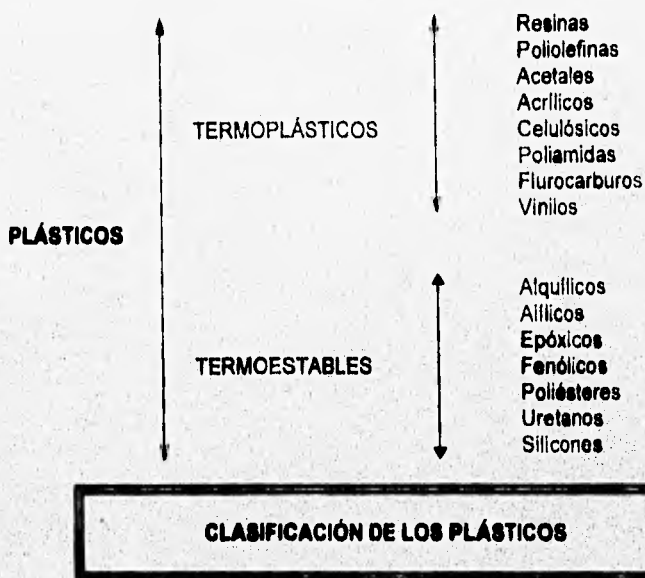 PLÁSTICOS
TERMOPLÁSTICOS
Resinas
Poliolefinas
Acetales
Acrílicos
Celulósicos
Poliamidas
Flurocarburos
Vinilos
TERMOESTABLES
Alquílicos
Alílicos
Epóxicos
Fenólicos
Poliésteres
Uretanos
Silicones
CLASIFICACIÓN DE LOS PLÁSTICOS